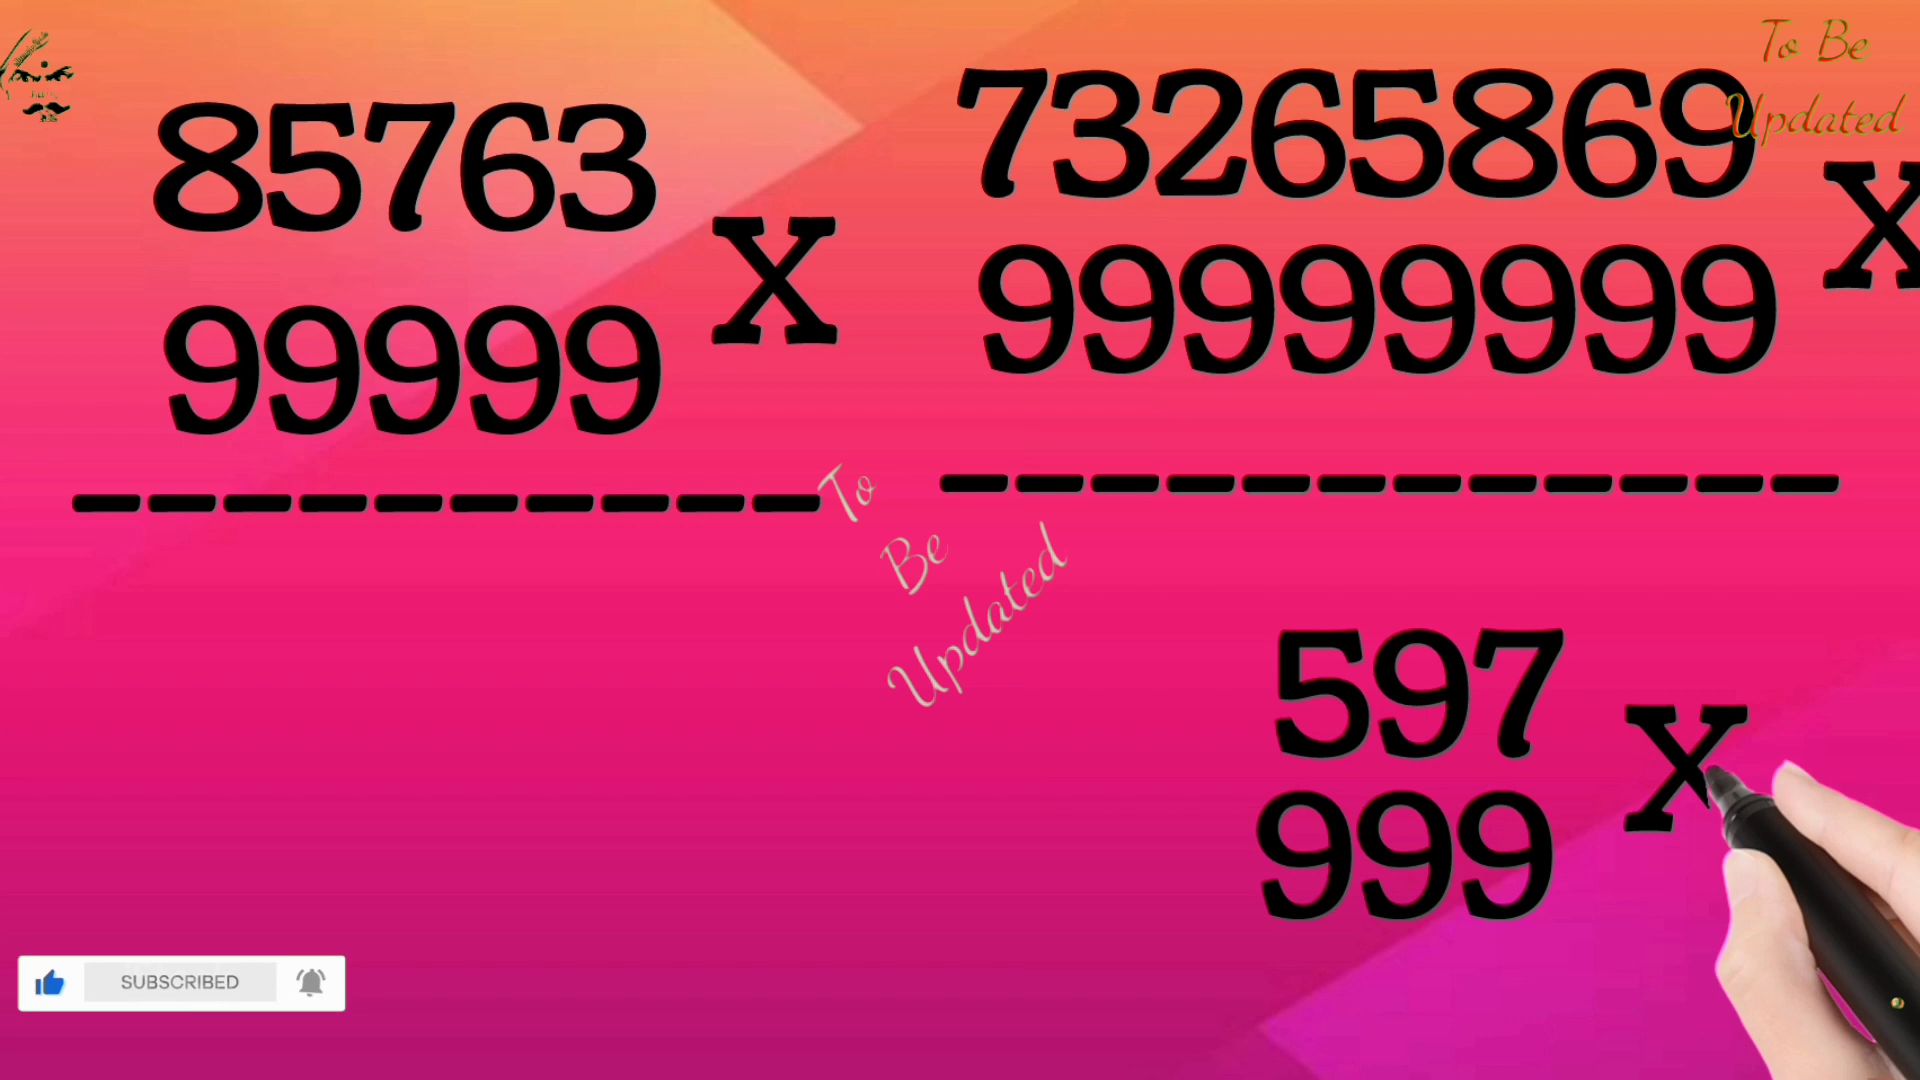 85763
X
99999
----------
73265869
X
99999999
------------
597
X
999
To Be
Updated
To
Be
Updated
SUBSCRIBED